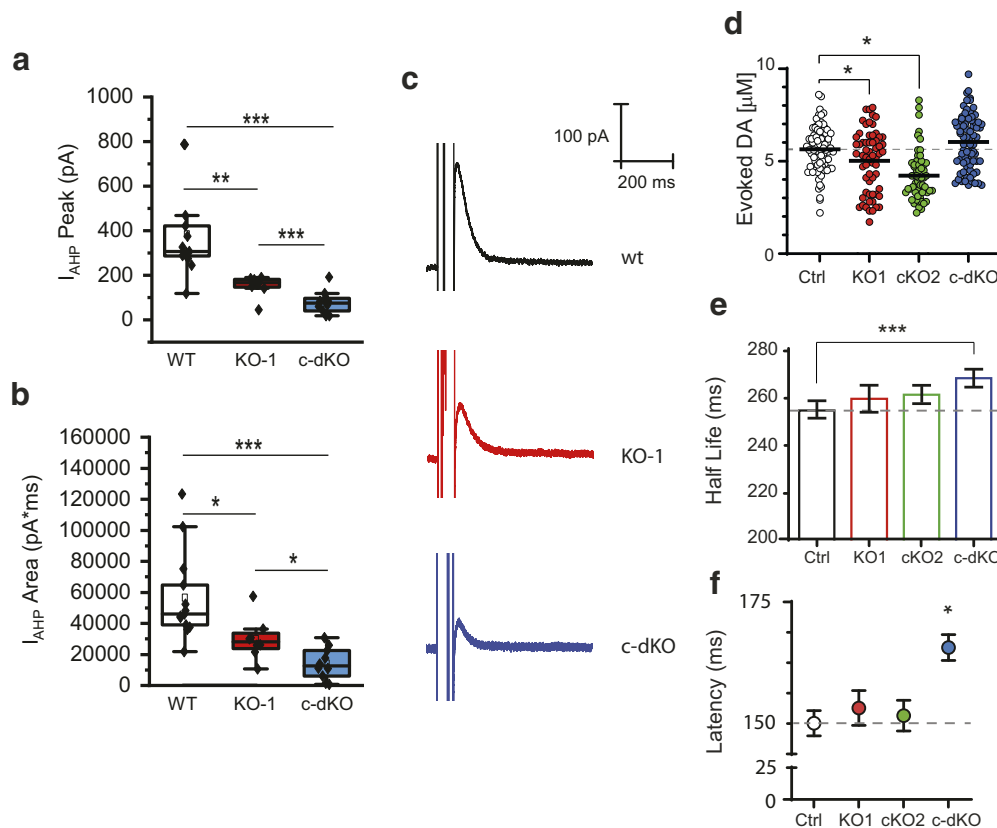 a
***
**
***
I_AHP Peak (pA)
1000
800
600
400
200
0
WT KO-1 c-dKO
b
***
*
*
I_AHP Area (pA*ms)
160000
140000
120000
100000
80000
60000
40000
20000
0
WT KO-1 c-dKO
c
100 pA
200 ms
wt
KO-1
c-dKO
d
*
*
Evoked DA [μM]
10
5
0
Ctrl KO1 cKO2 c-dKO
e
***
Half Life (ms)
280
260
240
220
200
Ctrl KO1 cKO2 c-dKO
f
*
Latency (ms)
175
150
25
0
Ctrl KO1 cKO2 c-dKO